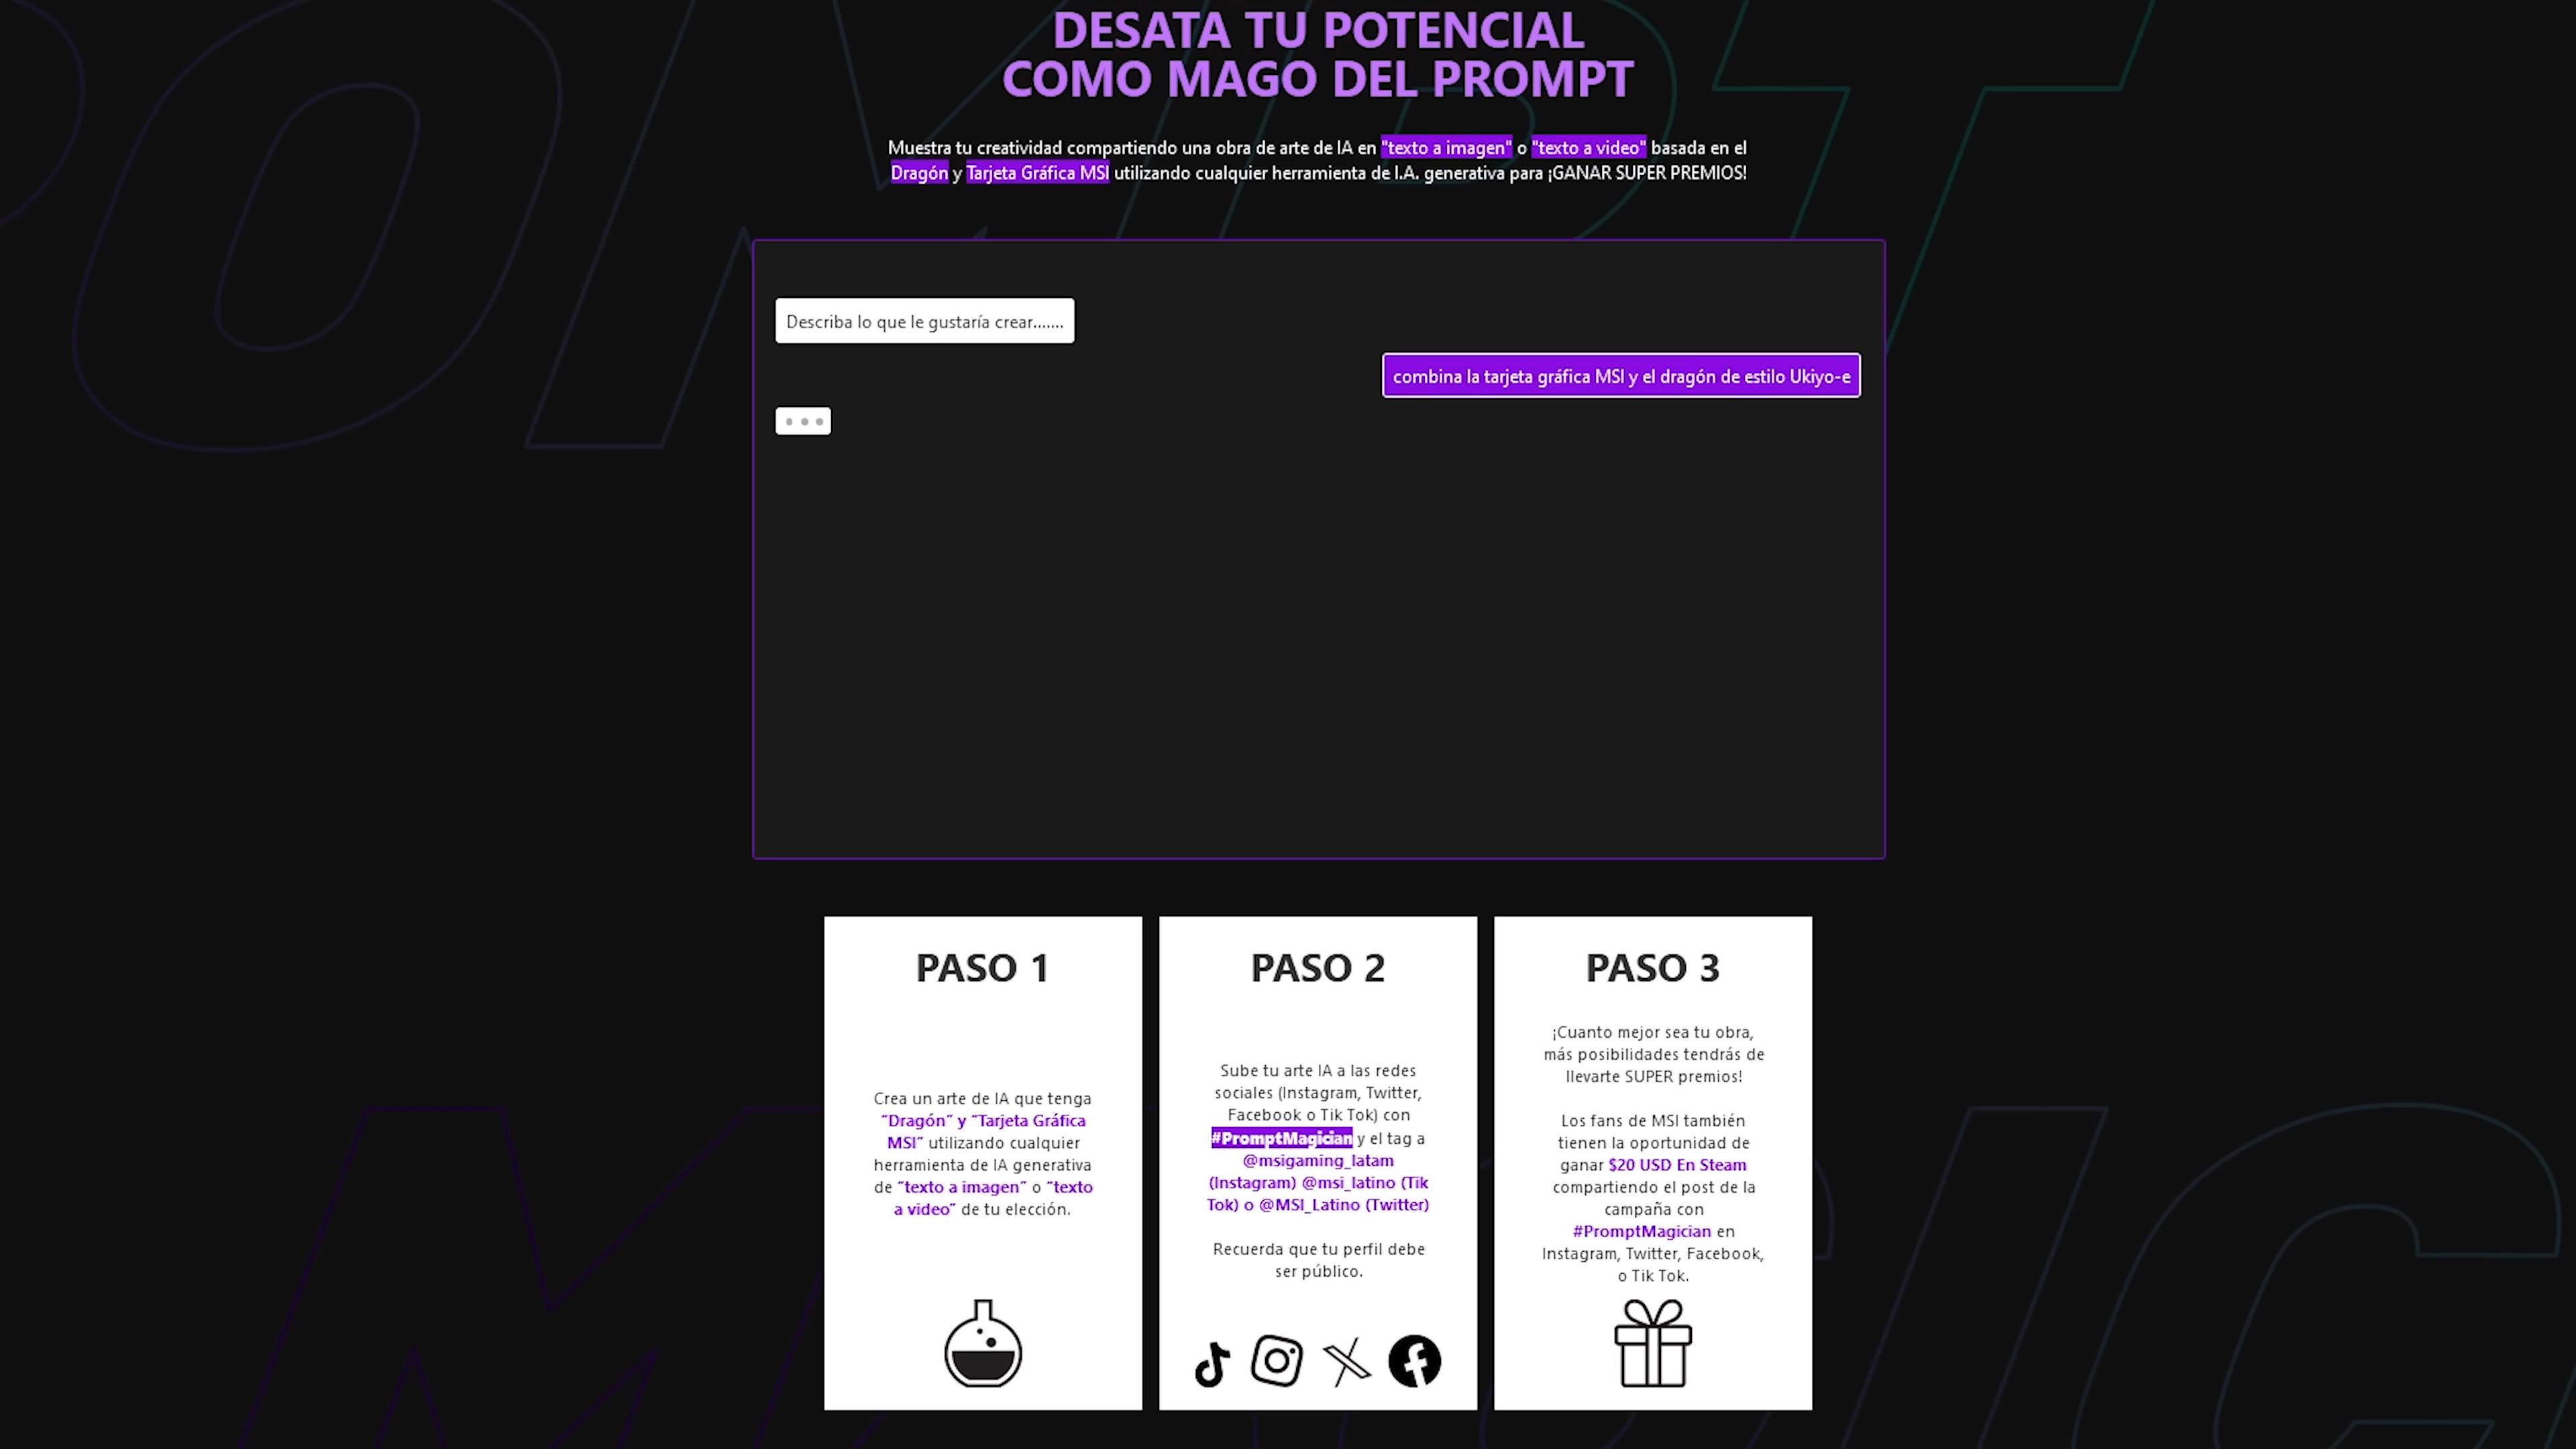 DESATA TU POTENCIAL
COMO MAGO DEL PROMPT
Muestra tu creatividad compartiendo una obra de arte de IA en "texto a imagen" o "texto a video" basada en el
Dragón y Tarjeta Gráfica MSI utilizando cualquier herramienta de I.A. generativa para ¡GANAR SUPER PREMIOS!
Describa lo que le gustaría crear.......
combina la tarjeta gráfica MSI y el dragón de estilo Ukiyo-e
PASO 1
Crea un arte de IA que tenga
“Dragón” y “Tarjeta Gráfica
MSI” utilizando cualquier
herramienta de IA generativa
de “texto a imagen” o “texto
a video” de tu elección.
PASO 2
Sube tu arte IA a las redes
sociales (Instagram, Twitter,
Facebook o Tik Tok) con
#PromptMagician y el tag a
@msigaming_latam
(Instagram) @msi_latino (Tik
Tok) o @MSI_Latino (Twitter)
Recuerda que tu perfil debe
ser público.
PASO 3
¡Cuanto mejor sea tu obra,
más posibilidades tendrás de
llevarte SUPER premios!
Los fans de MSI también
tienen la oportunidad de
ganar $20 USD En Steam
compartiendo el post de la
campaña con
#PromptMagician en
Instagram, Twitter, Facebook,
o Tik Tok.